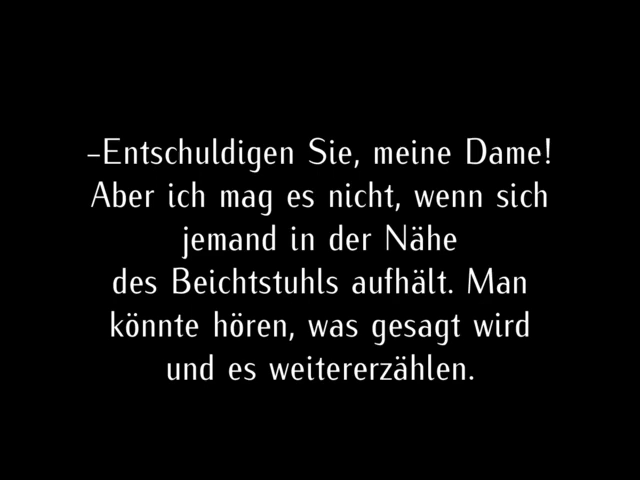 –Entschuldigen Sie, meine Dame!
Aber ich mag es nicht, wenn sich
jemand in der Nähe
des Beichtstuhls aufhält. Man
könnte hören, was gesagt wird
und es weitererzählen.